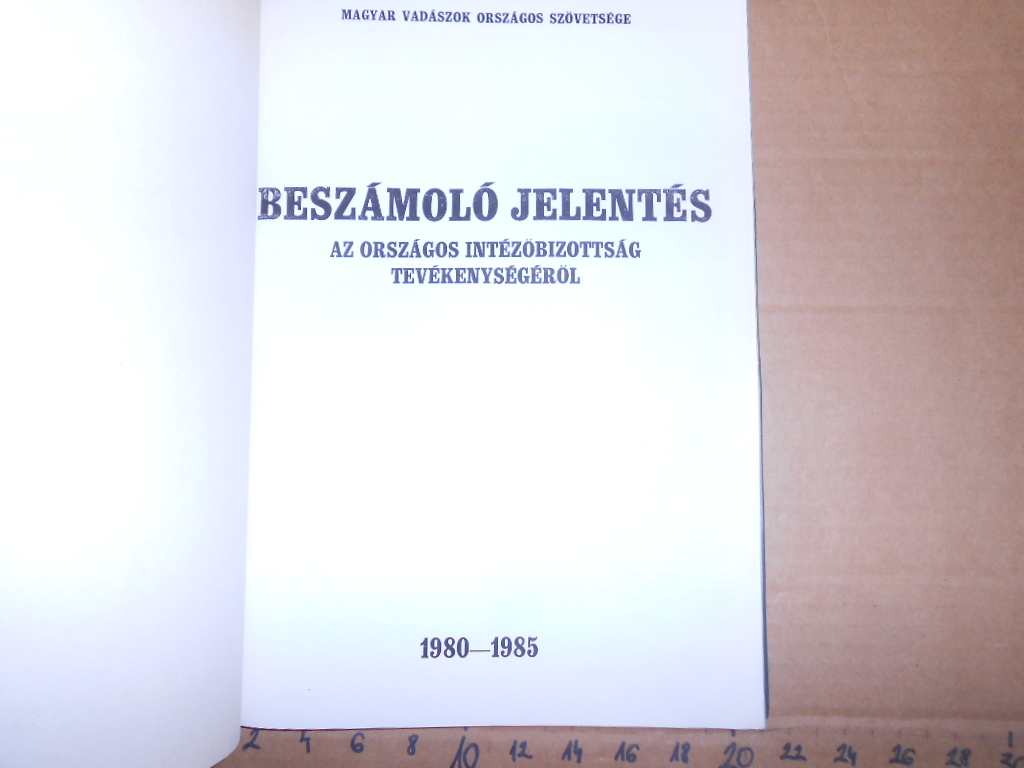 MAGYAR VADÁSZOK ORSZÁGOS SZÖVETSÉGE
BESZÁMOLÓ JELENTÉS
AZ ORSZÁGOS INTÉZŐBIZOTTSÁG
TEVÉKENYSÉGÉRŐL
1980—1985
2 4 6 8 10 12 14 16 18 20 22 24 26 28 30